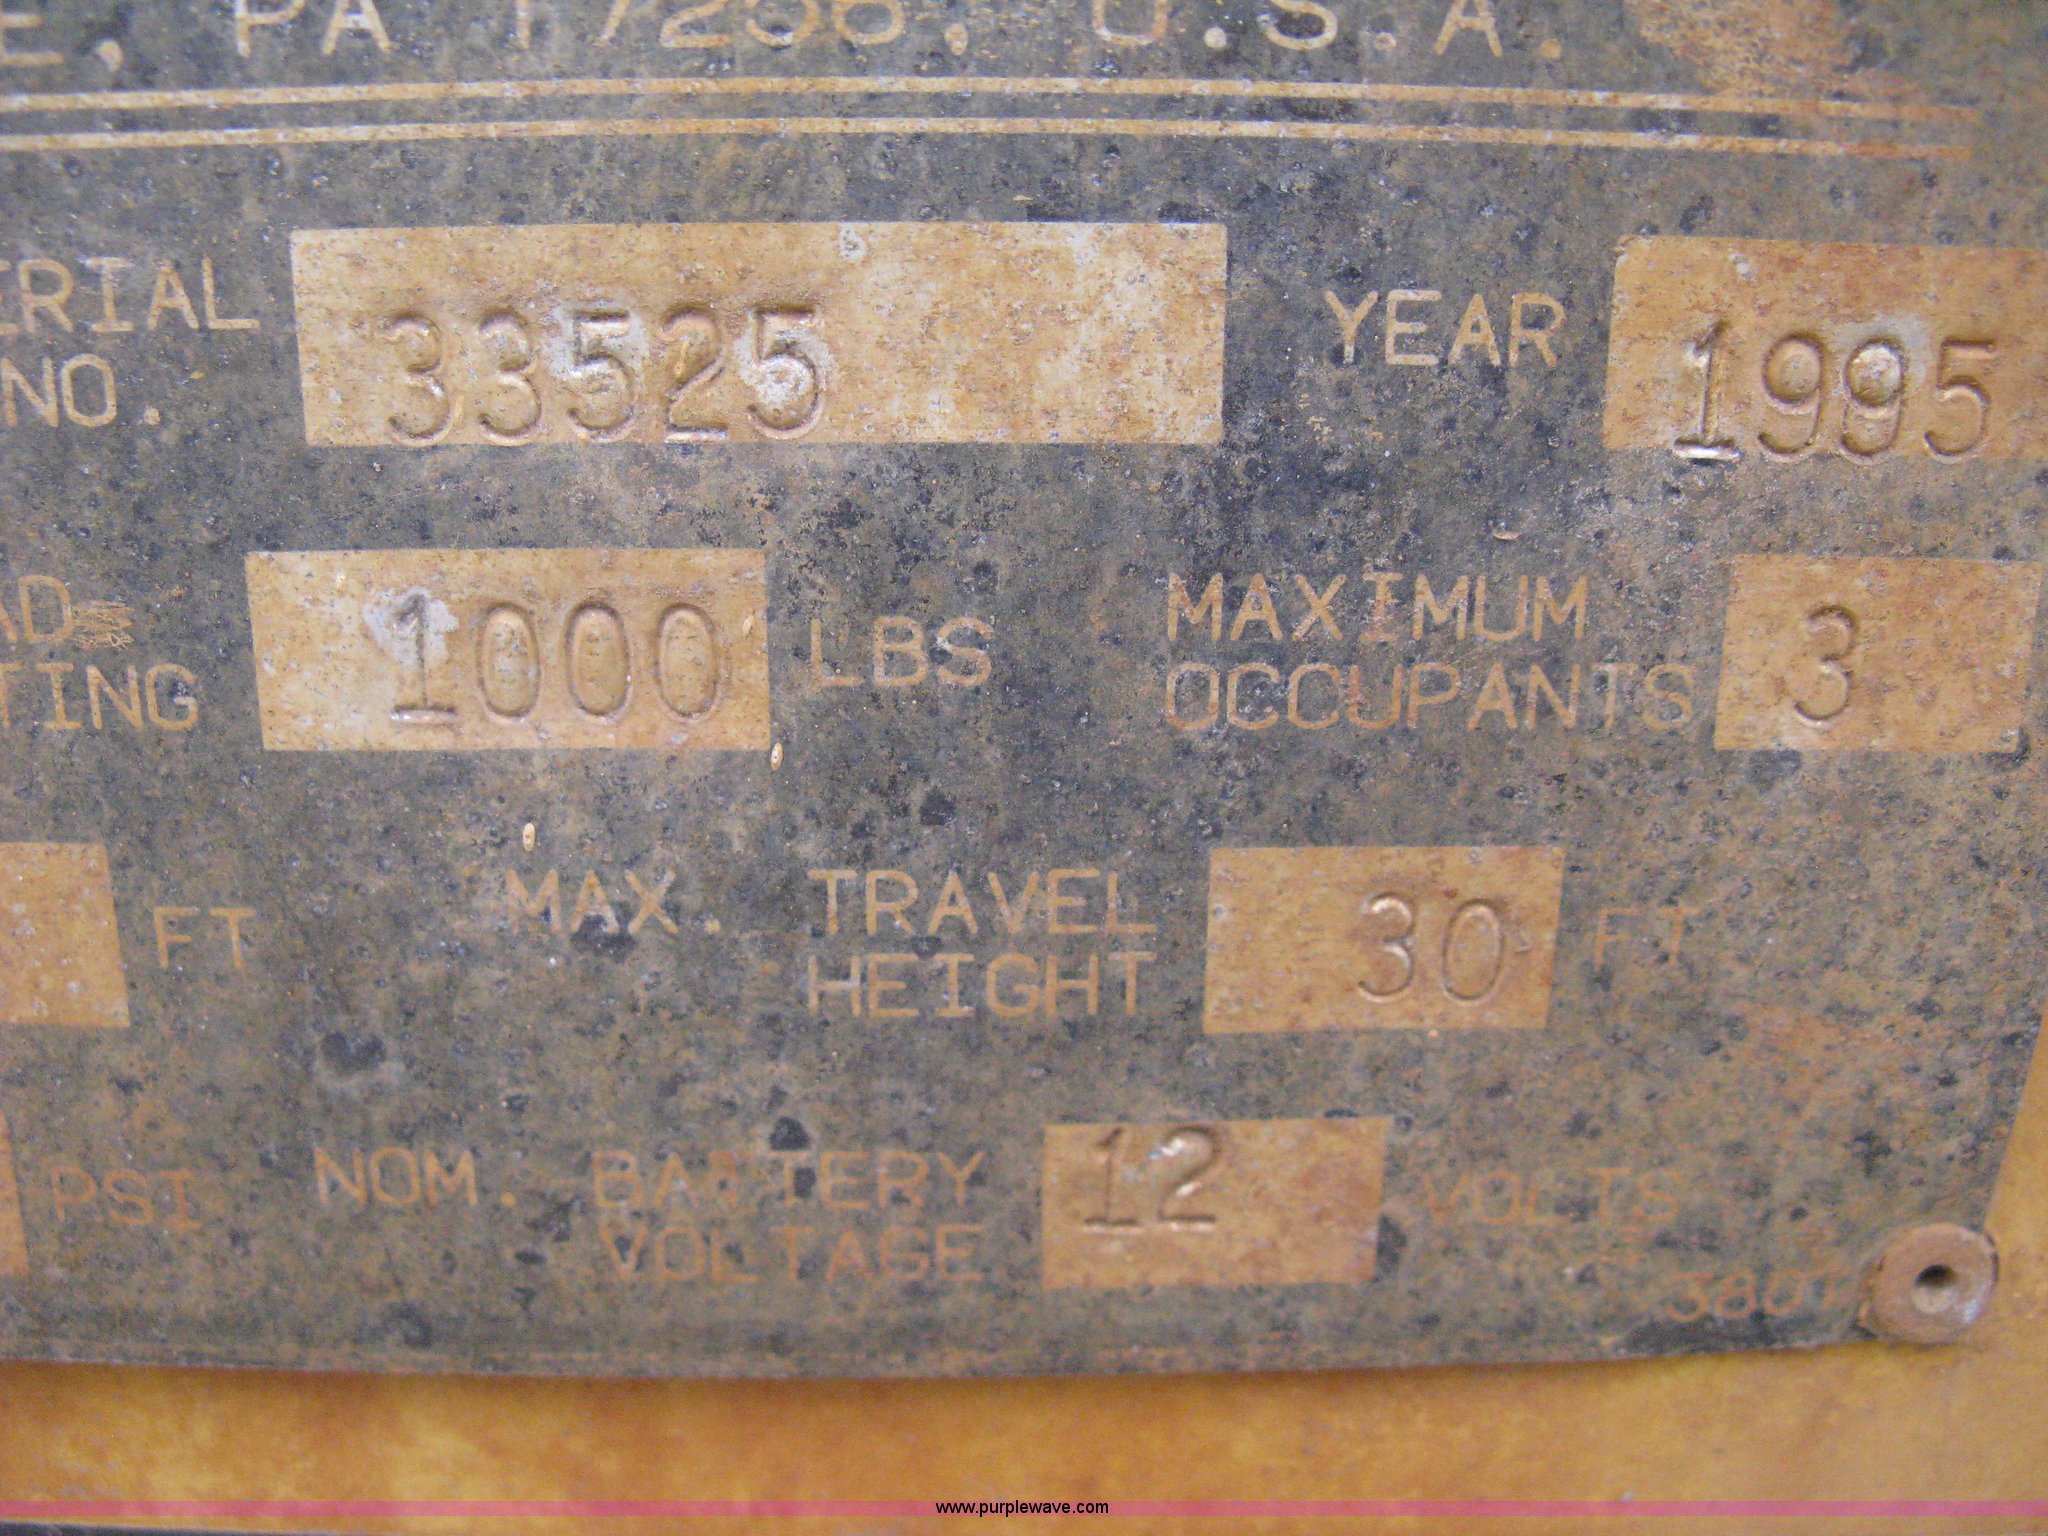 E, PA 17256, U.S.A.
ERIAL NO. 33525 YEAR 1995
AD TING 1000 LBS MAXIMUM OCCUPANTS 3
FT MAX. TRAVEL HEIGHT 30 FT
PSI NOM. BATTERY VOLTAGE 12 VOLTS
www.purplewave.com